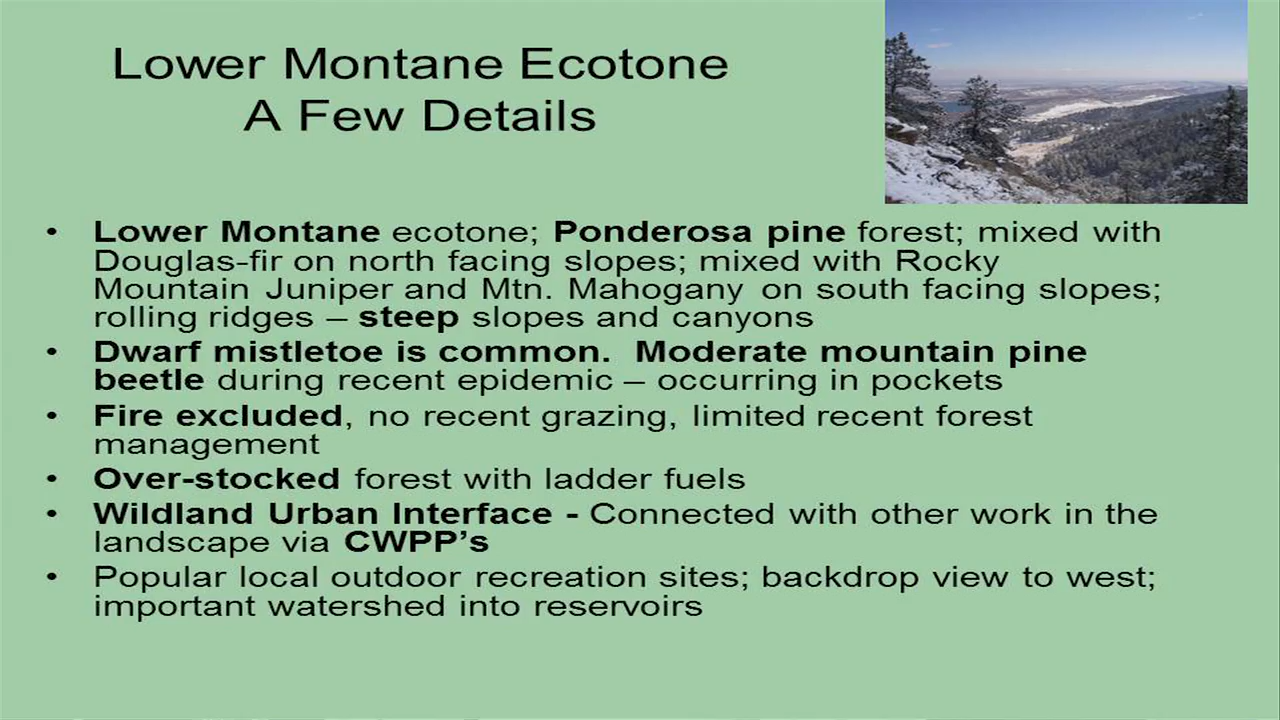 Lower Montane Ecotone
A Few Details
• Lower Montane ecotone; Ponderosa pine forest; mixed with
Douglas-fir on north facing slopes; mixed with Rocky
Mountain Juniper and Mtn. Mahogany on south facing slopes;
rolling ridges – steep slopes and canyons
• Dwarf mistletoe is common. Moderate mountain pine
beetle during recent epidemic – occurring in pockets
• Fire excluded, no recent grazing, limited recent forest
management
• Over-stocked forest with ladder fuels
• Wildland Urban Interface - Connected with other work in the
landscape via CWPP's
• Popular local outdoor recreation sites; backdrop view to west;
important watershed into reservoirs